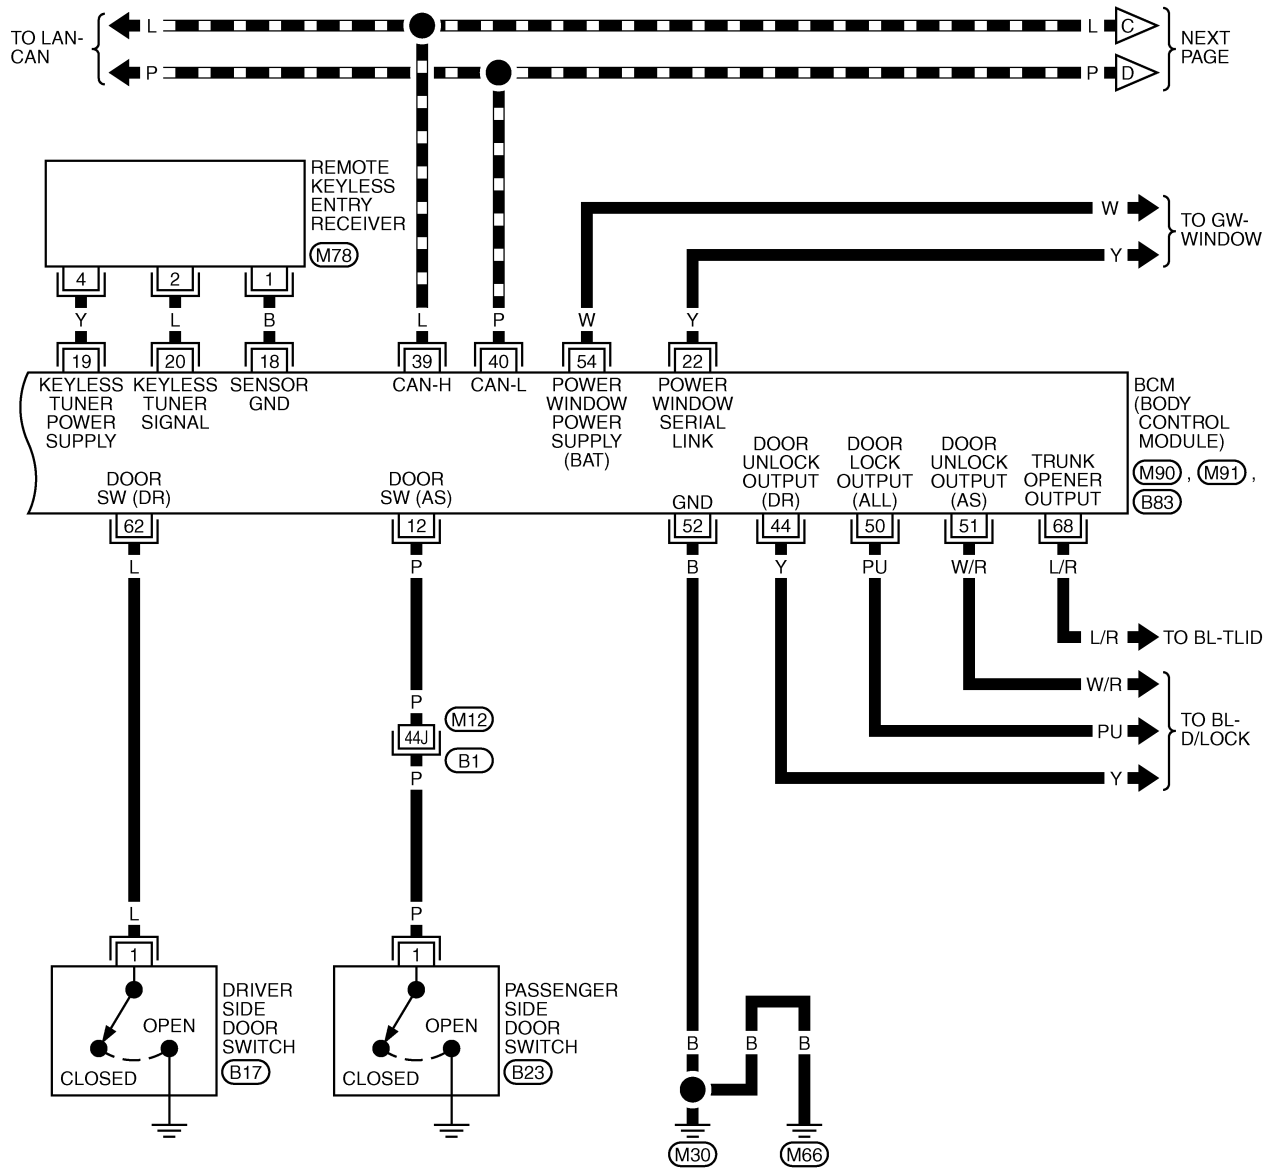 TO LAN-
CAN
L
L
C
P
P
D
NEXT
PAGE
REMOTE
KEYLESS
ENTRY
RECEIVER
M78
4
2
1
Y
L
B
L
P
W
Y
W
Y
TO GW-
WINDOW
19
20
18
39
40
54
22
KEYLESS
TUNER
POWER
SUPPLY
KEYLESS
TUNER
SIGNAL
SENSOR
GND
CAN-H
CAN-L
POWER
WINDOW
POWER
SUPPLY
(BAT)
POWER
WINDOW
SERIAL
LINK
BCM
(BODY
CONTROL
MODULE)
M90 , M91 ,
B83
DOOR
SW (DR)
DOOR
SW (AS)
GND
DOOR
UNLOCK
OUTPUT
(DR)
DOOR
LOCK
OUTPUT
(ALL)
DOOR
UNLOCK
OUTPUT
(AS)
TRUNK
OPENER
OUTPUT
62
12
52
44
50
51
68
L
P
B
Y
PU
W/R
L/R
L/R
TO BL-TLID
W/R
PU
Y
TO BL-
D/LOCK
P
44J
M12
B1
P
L
P
1
1
DRIVER
SIDE
DOOR
SWITCH
B17
OPEN
CLOSED
PASSENGER
SIDE
DOOR
SWITCH
B23
OPEN
CLOSED
B
B
B
M30
M66